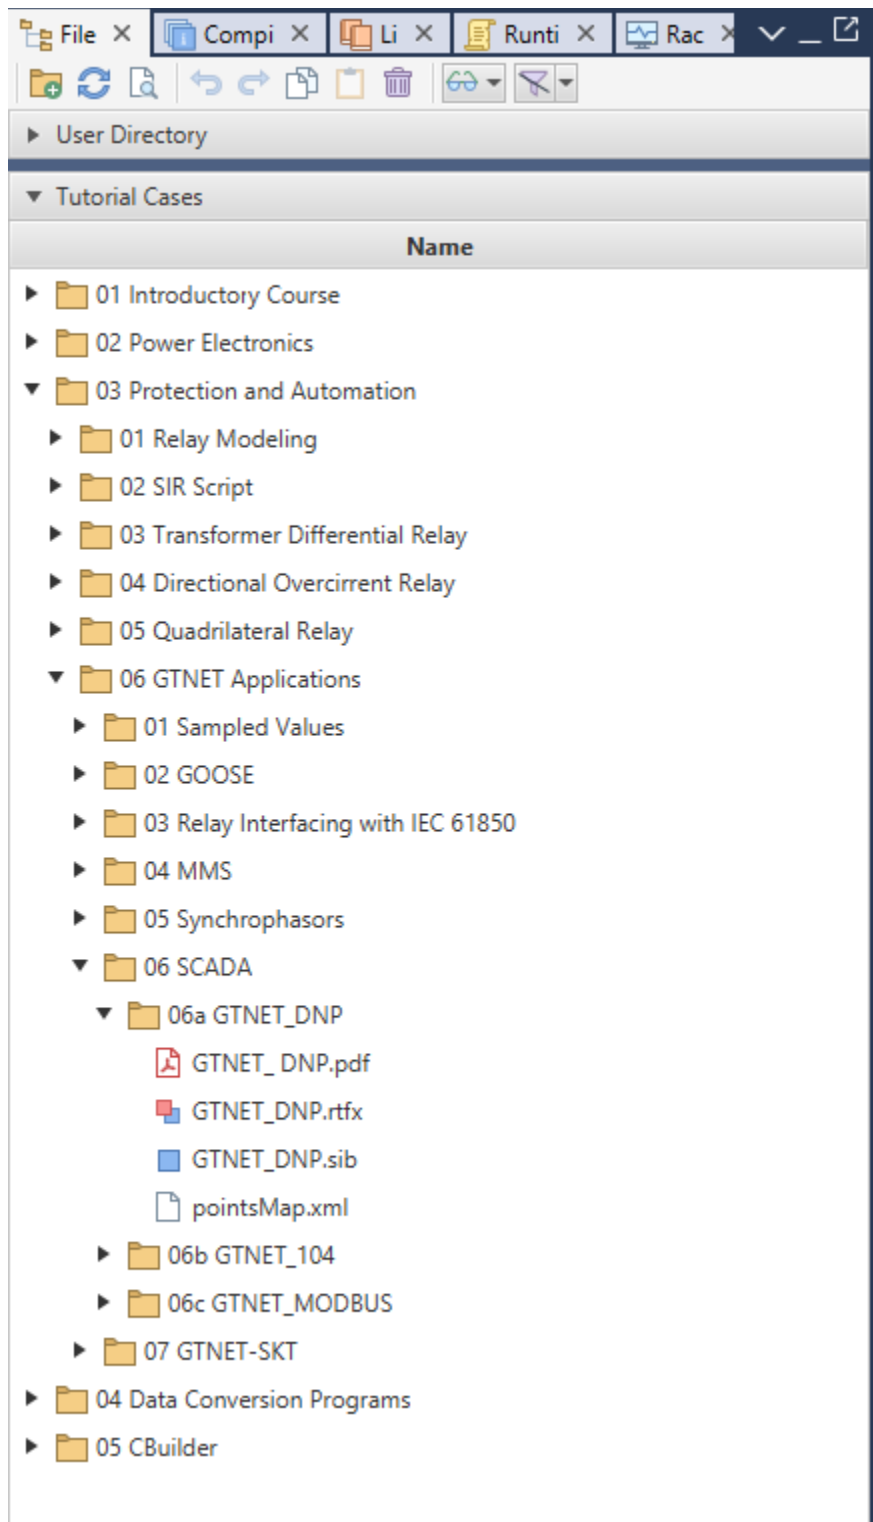 File Compi Li Runti Rac
User Directory
Tutorial Cases
Name
01 Introductory Course
02 Power Electronics
03 Protection and Automation
01 Relay Modeling
02 SIR Script
03 Transformer Differential Relay
04 Directional Overcirrent Relay
05 Quadrilateral Relay
06 GTNET Applications
01 Sampled Values
02 GOOSE
03 Relay Interfacing with IEC 61850
04 MMS
05 Synchrophasors
06 SCADA
06a GTNET_DNP
GTNET_ DNP.pdf
GTNET_DNP.rtfx
GTNET_DNP.sib
pointsMap.xml
06b GTNET_104
06c GTNET_MODBUS
07 GTNET-SKT
04 Data Conversion Programs
05 CBuilder